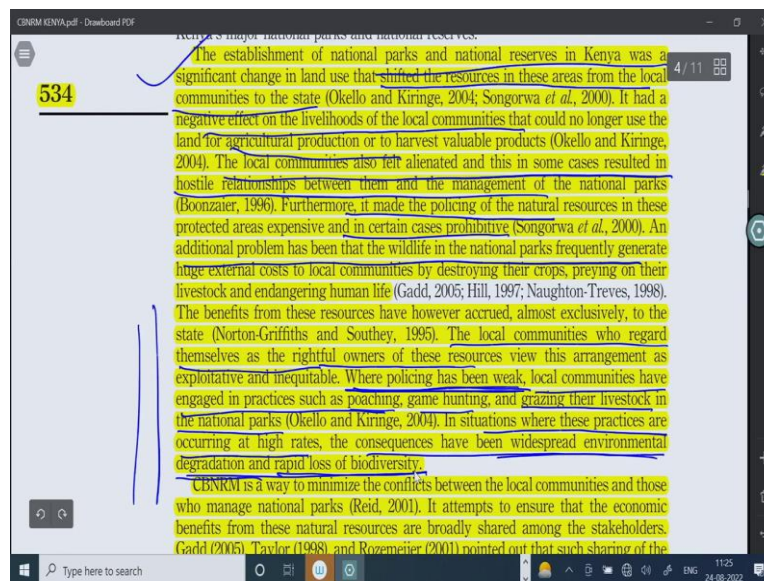 CBNRM KENYA.pdf - Drawboard PDF
Kenya's major national parks and national reserves.
The establishment of national parks and national reserves in Kenya was a
significant change in land use that shifted the resources in these areas from the local
4 / 11
534
communities to the state (Okello and Kiringe, 2004; Songorwa et al., 2000). It had a
negative effect on the livelihoods of the local communities that could no longer use the
land for agricultural production or to harvest valuable products (Okello and Kiringe,
2004). The local communities also felt alienated and this in some cases resulted in
hostile relationships between them and the management of the national parks
(Boonzaier, 1996). Furthermore, it made the policing of the natural resources in these
protected areas expensive and in certain cases prohibitive (Songorwa et al., 2000). An
additional problem has been that the wildlife in the national parks frequently generate
huge external costs to local communities by destroying their crops, preying on their
livestock and endangering human life (Gadd, 2005; Hill, 1997; Naughton-Treves, 1998).
The benefits from these resources have however accrued, almost exclusively, to the
state (Norton-Griffiths and Southey, 1995). The local communities who regard
themselves as the rightful owners of these resources view this arrangement as
exploitative and inequitable. Where policing has been weak, local communities have
engaged in practices such as poaching, game hunting, and grazing their livestock in
the national parks (Okello and Kiringe, 2004). In situations where these practices are
occurring at high rates, the consequences have been widespread environmental
degradation and rapid loss of biodiversity.
CBNRM is a way to minimize the conflicts between the local communities and those
who manage national parks (Reid, 2001). It attempts to ensure that the economic
benefits from these natural resources are broadly shared among the stakeholders.
Gadd (2005), Taylor (1998), and Rozemeijer (2001) pointed out that such sharing of the
Type here to search
ENG
11:25
24-08-2022